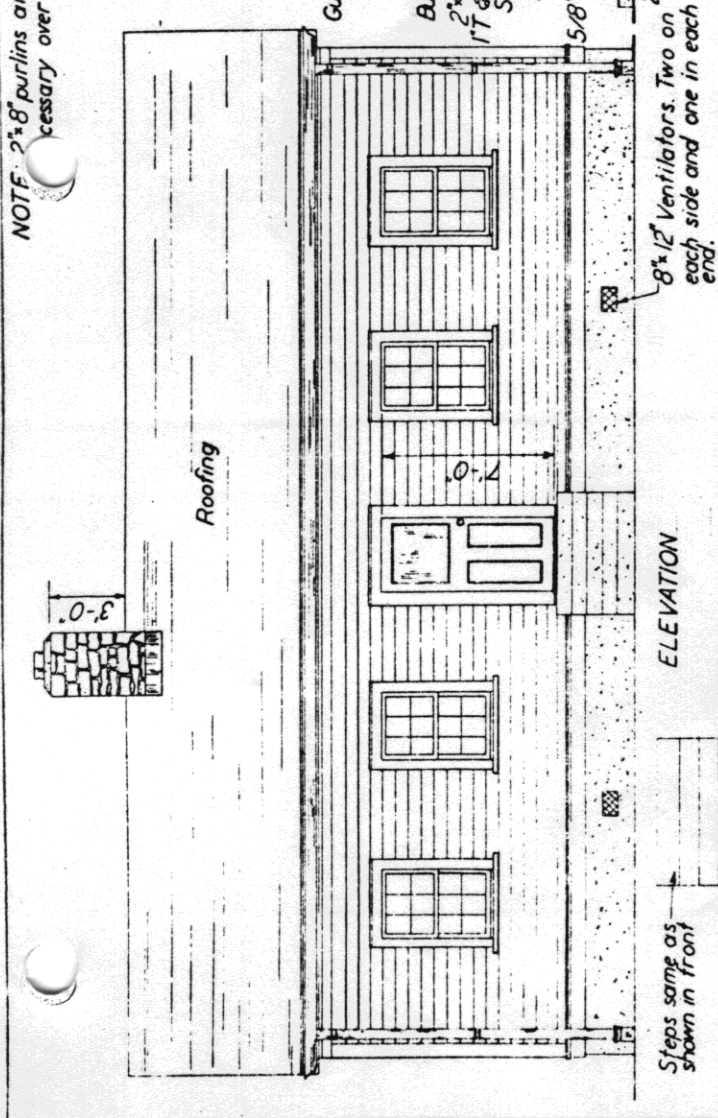 NOTE: 2"x8" purlins
cessary over
3'-0"
Roofing
7'-0"
1"T
5/8"
8"x12" Ventilators. Two on
each side and one in each
end.
ELEVATION
Steps same as
shown in front